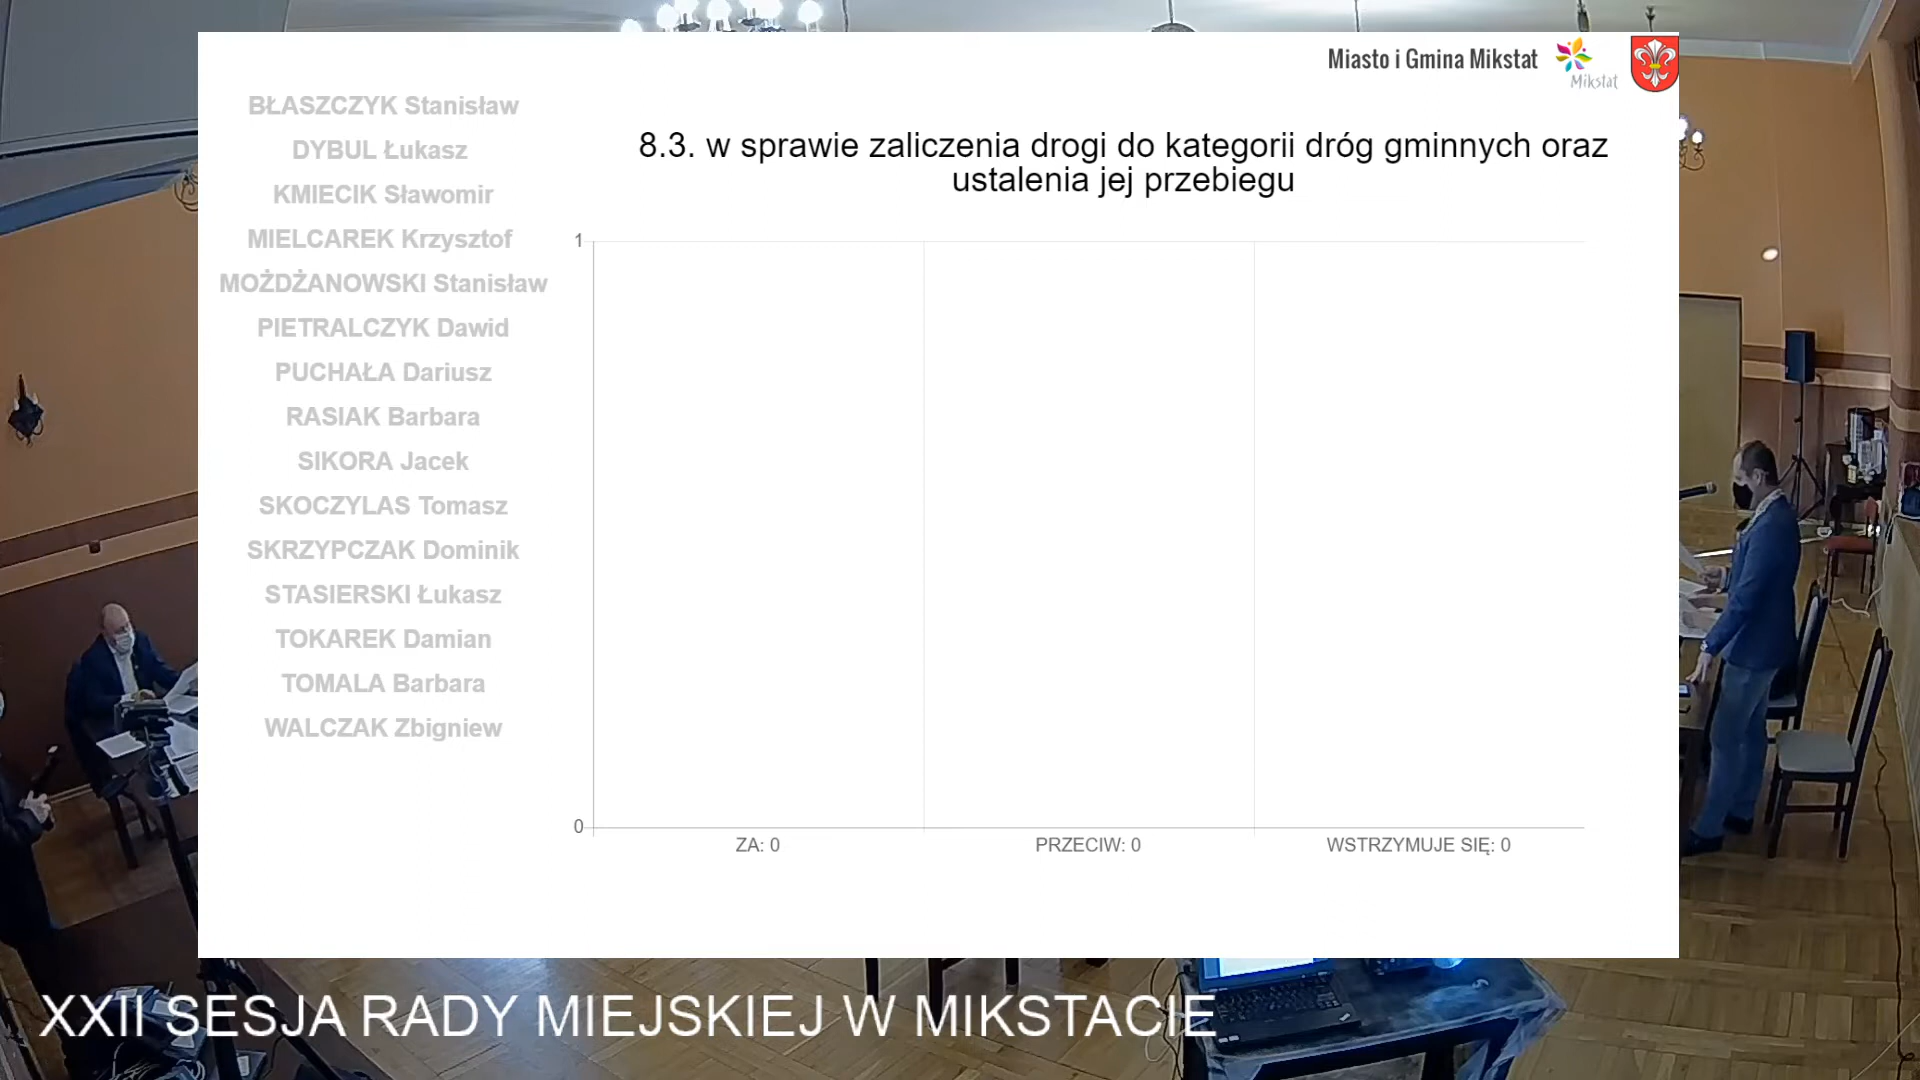 Miasto i Gmina Mikstat
Mikstat
BŁASZCZYK Stanisław
DYBUL Łukasz
KMIECIK Sławomir
MIELCAREK Krzysztof
MOŻDŻANOWSKI Stanisław
PIETRALCZYK Dawid
PUCHAŁA Dariusz
RASIAK Barbara
SIKORA Jacek
SKOCZYLAS Tomasz
SKRZYPCZAK Dominik
STASIERSKI Łukasz
TOKAREK Damian
TOMALA Barbara
WALCZAK Zbigniew
8.3. w sprawie zaliczenia drogi do kategorii dróg gminnych oraz
ustalenia jej przebiegu
1
0
ZA: 0
PRZECIW: 0
WSTRZYMUJE SIĘ: 0
XXII SESJA RADY MIEJSKIEJ W MIKSTACIE